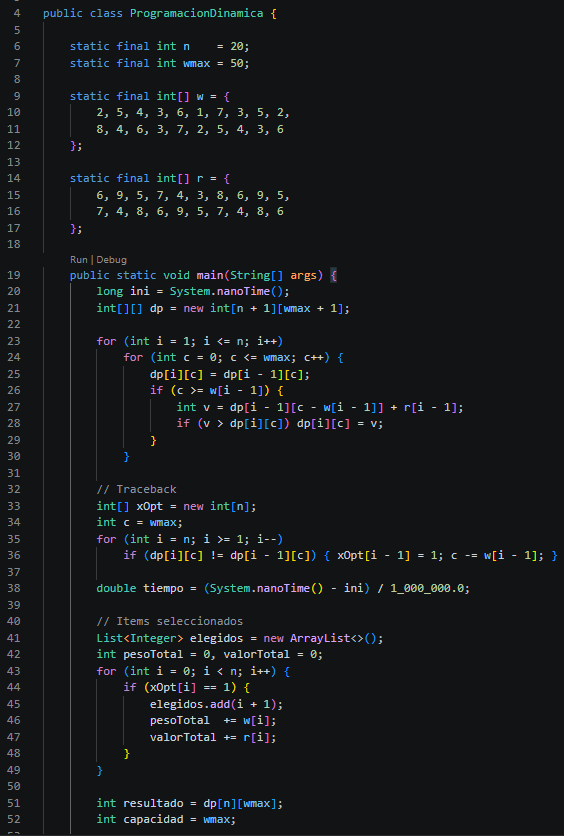 4 public class ProgramacionDinamica {
5
6     static final int n    = 20;
7     static final int wmax = 50;
8
9     static final int[] w = {
10         2, 5, 4, 3, 6, 1, 7, 3, 5, 2,
11         8, 4, 6, 3, 7, 2, 5, 4, 3, 6
12     };
13
14     static final int[] r = {
15         6, 9, 5, 7, 4, 3, 8, 6, 9, 5,
16         7, 4, 8, 6, 9, 5, 7, 4, 8, 6
17     };
18
Run | Debug
19     public static void main(String[] args) {
20         long ini = System.nanoTime();
21         int[][] dp = new int[n + 1][wmax + 1];
22
23         for (int i = 1; i <= n; i++)
24             for (int c = 0; c <= wmax; c++) {
25                 dp[i][c] = dp[i - 1][c];
26                 if (c >= w[i - 1]) {
27                     int v = dp[i - 1][c - w[i - 1]] + r[i - 1];
28                     if (v > dp[i][c]) dp[i][c] = v;
29                 }
30             }
31
32         // Traceback
33         int[] xOpt = new int[n];
34         int c = wmax;
35         for (int i = n; i >= 1; i--)
36             if (dp[i][c] != dp[i - 1][c]) { xOpt[i - 1] = 1; c -= w[i - 1]; }
37
38         double tiempo = (System.nanoTime() - ini) / 1_000_000.0;
39
40         // Items seleccionados
41         List<Integer> elegidos = new ArrayList<>();
42         int pesoTotal = 0, valorTotal = 0;
43         for (int i = 0; i < n; i++) {
44             if (xOpt[i] == 1) {
45                 elegidos.add(i + 1);
46                 pesoTotal  += w[i];
47                 valorTotal += r[i];
48             }
49         }
50
51         int resultado = dp[n][wmax];
52         int capacidad = wmax;